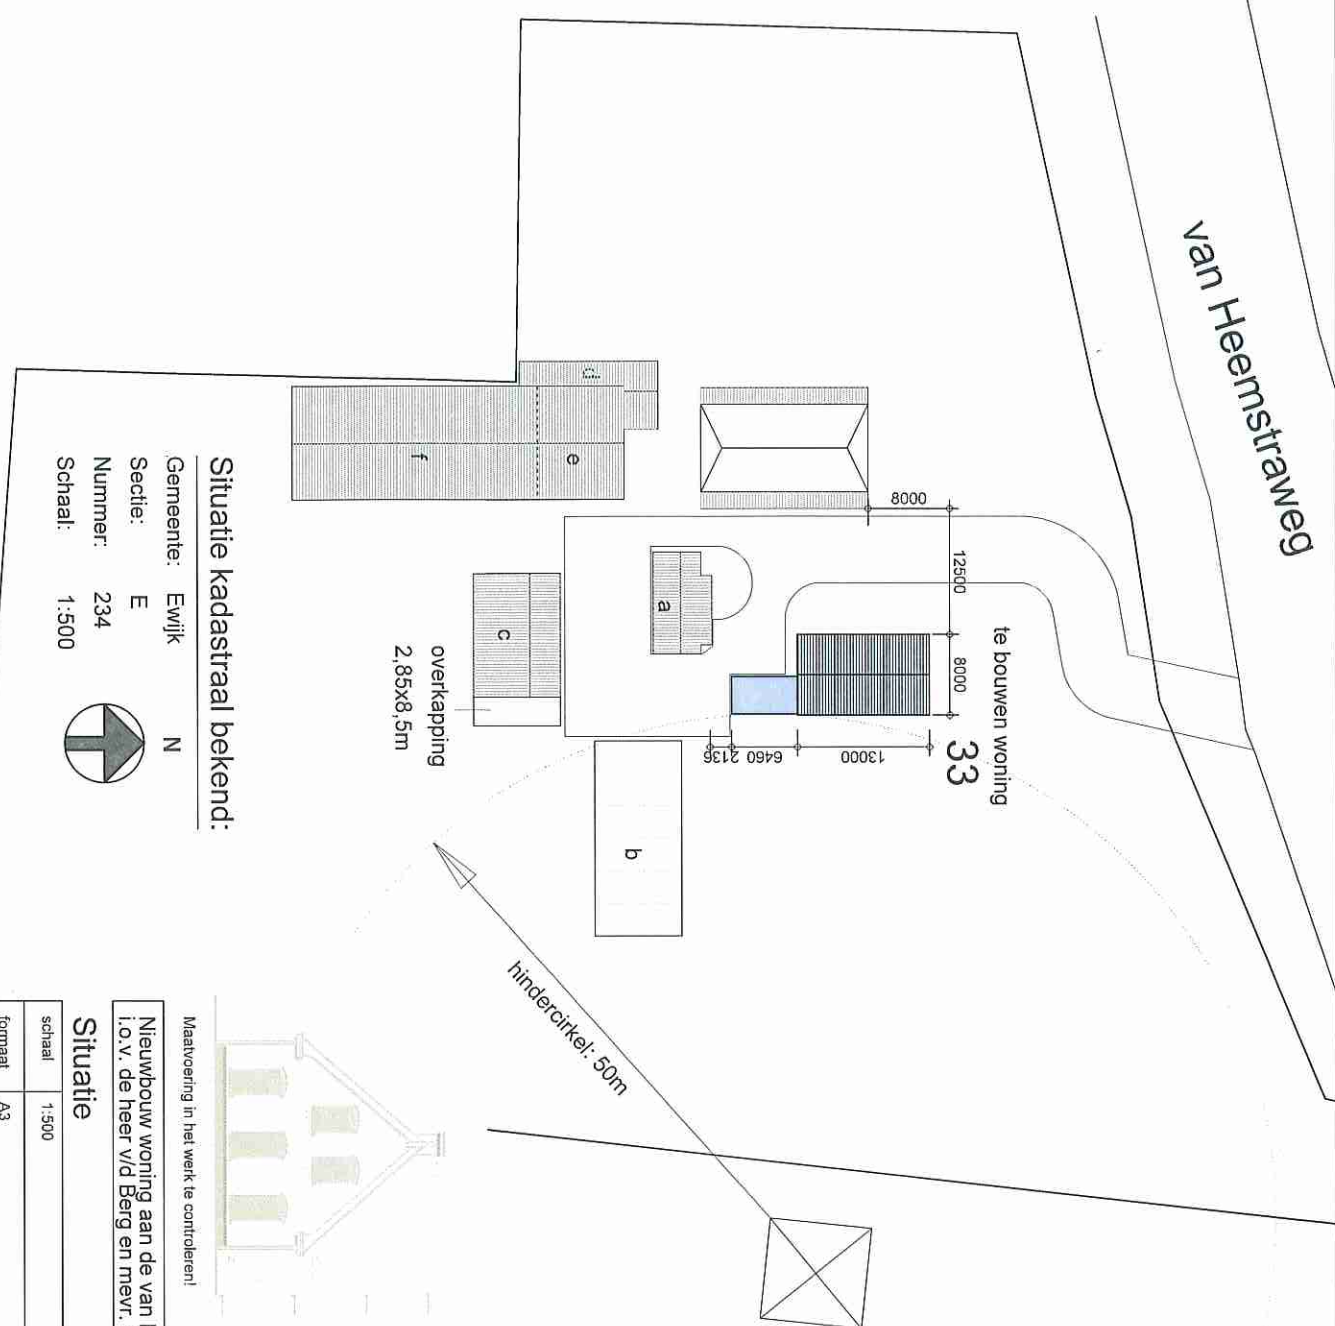 van Heemstraweg
8000
12500
8000
te bouwen woning
33
13000
6460
2136
a
b
c
d
e
f
overkapping
2,85x8,5m
hindercirkel: 50m
Situatie kadastraal bekend:
Gemeente: Ewijk
Sectie: E
Nummer: 234
Schaal: 1:500
N
Maatvoering in het werk te controleren!
Nieuwbouw woning aan de van
i.o.v. de heer v/d Berg en mevr.
Situatie
schaal 1:500
formaat A3